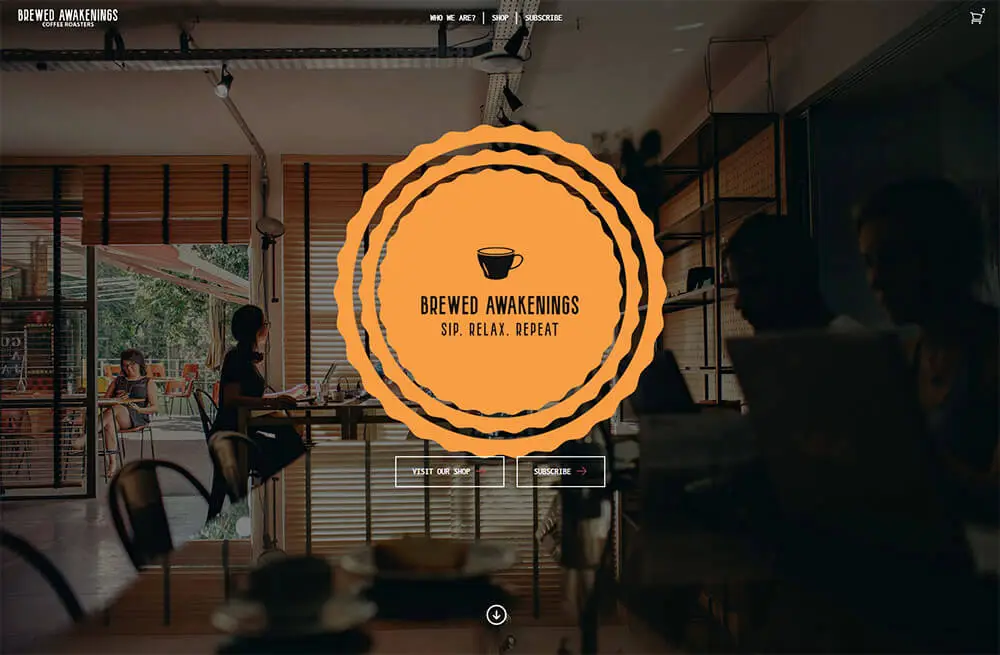 BREWED AWAKENINGS
COFFEE ROASTERS
WHO WE ARE?
SHOP
SUBSCRIBE
2
BREWED AWAKENINGS
SIP. RELAX. REPEAT
VISIT OUR SHOP
SUBSCRIBE